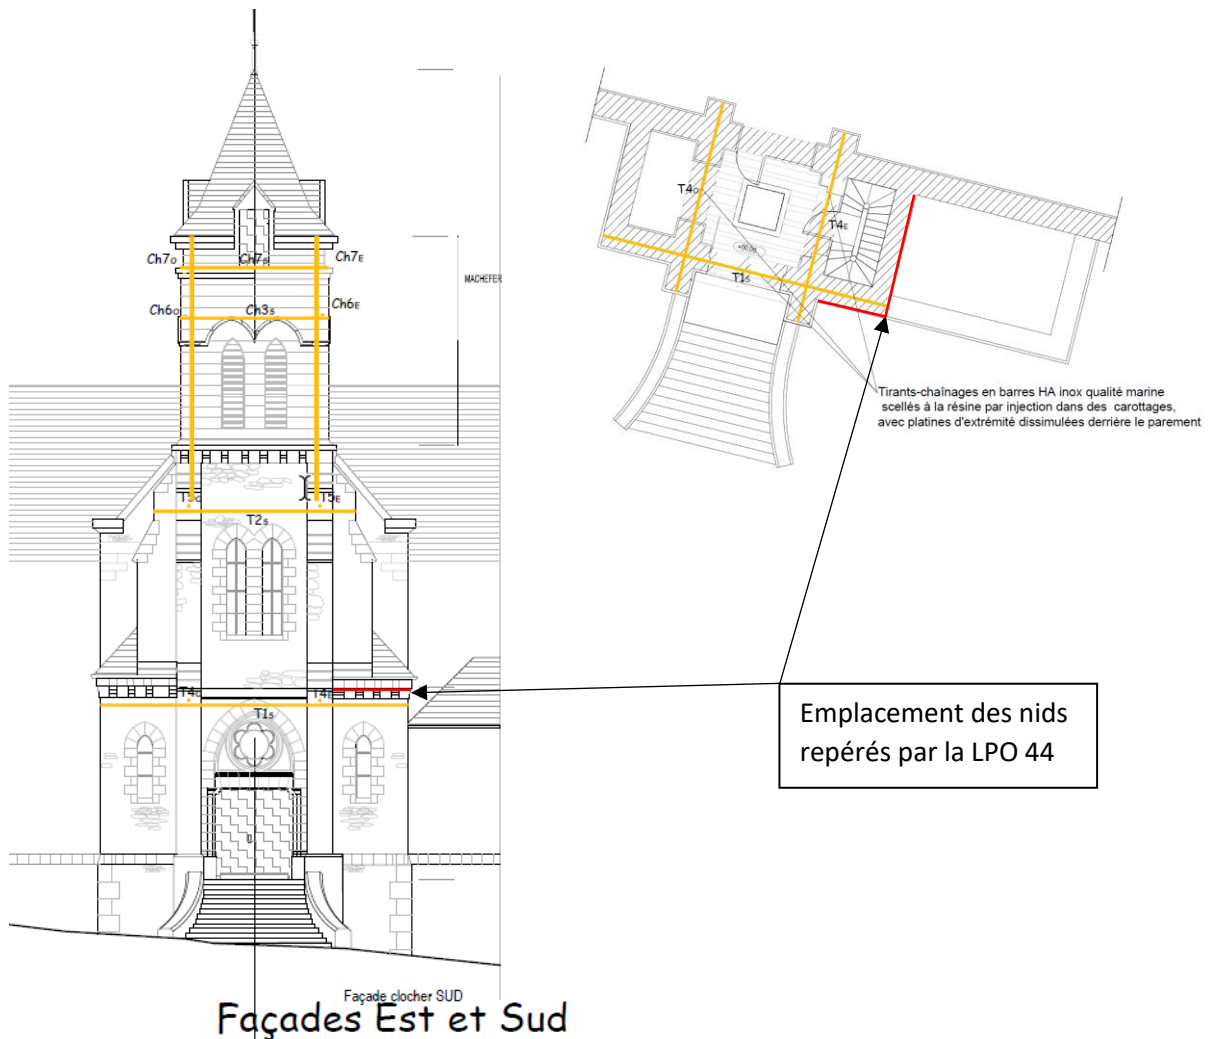 Ch7o
Ch7s
Ch7E
MACHEFER
Ch6o
Ch3s
Ch6E
T5E
T2s
T4o
T4E
T1s
T4o
T4E
T1s
Tirants-chaînages en barres HA inox qualité marine
scellés à la résine par injection dans des carottages,
avec platines d'extrémité dissimulées derrière le parement
Emplacement des nids
repérés par la LPO 44
Façade clocher SUD
Façades Est et Sud